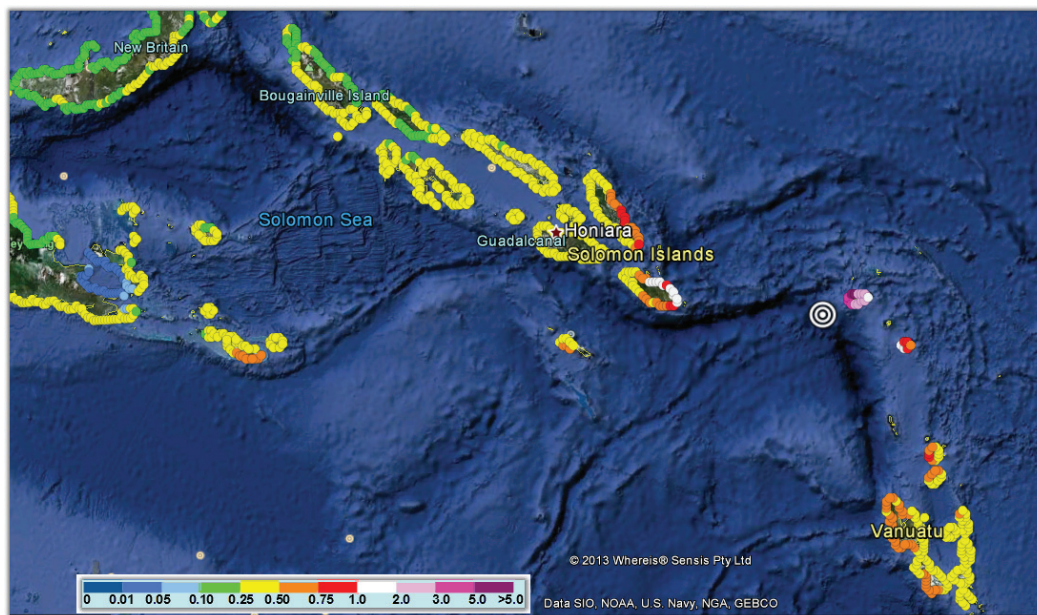 New Britain
Bougainville Island
Solomon Sea
Guadalcanal
Honiara
Solomon Islands
Vanuatu
© 2013 Whereis® Sensis Pty Ltd
0 0.01 0.05 0.10 0.25 0.50 0.75 1.0 2.0 3.0 5.0 >5.0
Data SIO, NOAA, U.S. Navy, NGA, GEBCO